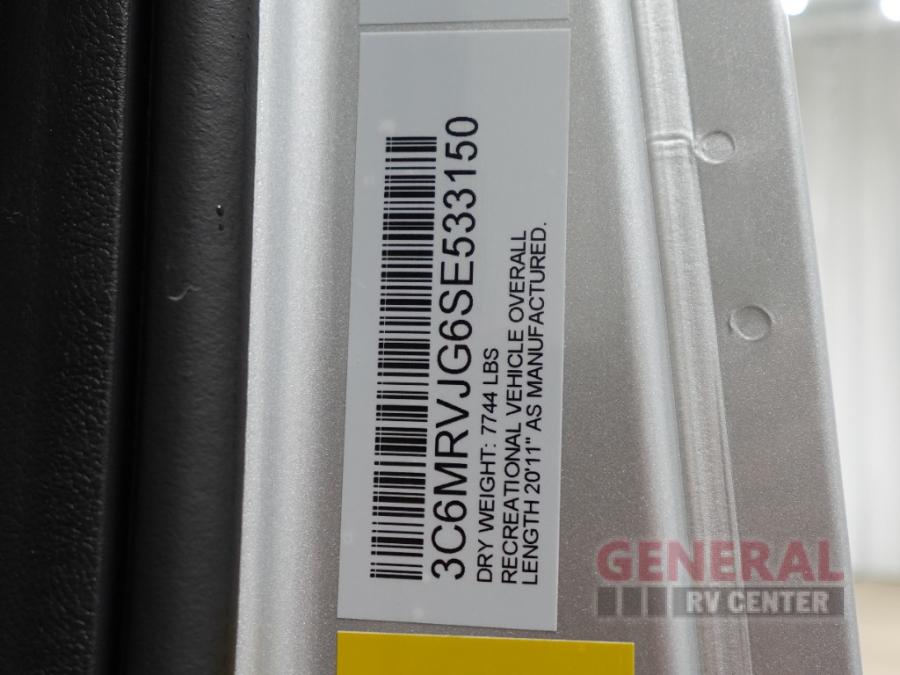 3C6MRVJG6SE533150
DRY WEIGHT: 7744 LBS
RECREATIONAL VEHICLE OVERALL
LENGTH 20'11" AS MANUFACTURED.
GENERAL
RV CENTER